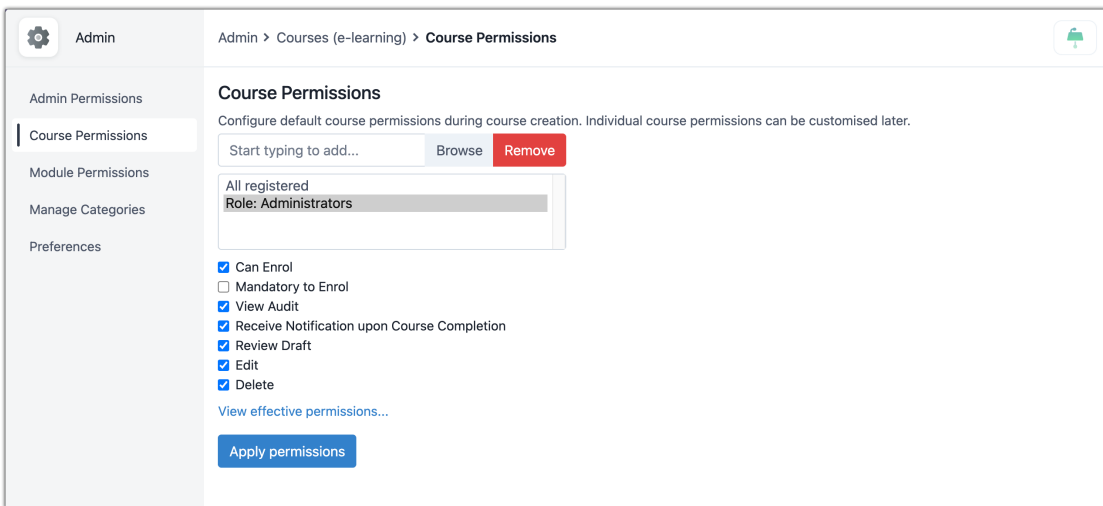 Admin
Admin > Courses (e-learning) > Course Permissions
Admin Permissions
Course Permissions
Module Permissions
Manage Categories
Preferences
Course Permissions
Configure default course permissions during course creation. Individual course permissions can be customised later.
Start typing to add... Browse Remove
All registered
Role: Administrators
Can Enrol
Mandatory to Enrol
View Audit
Receive Notification upon Course Completion
Review Draft
Edit
Delete
View effective permissions...
Apply permissions